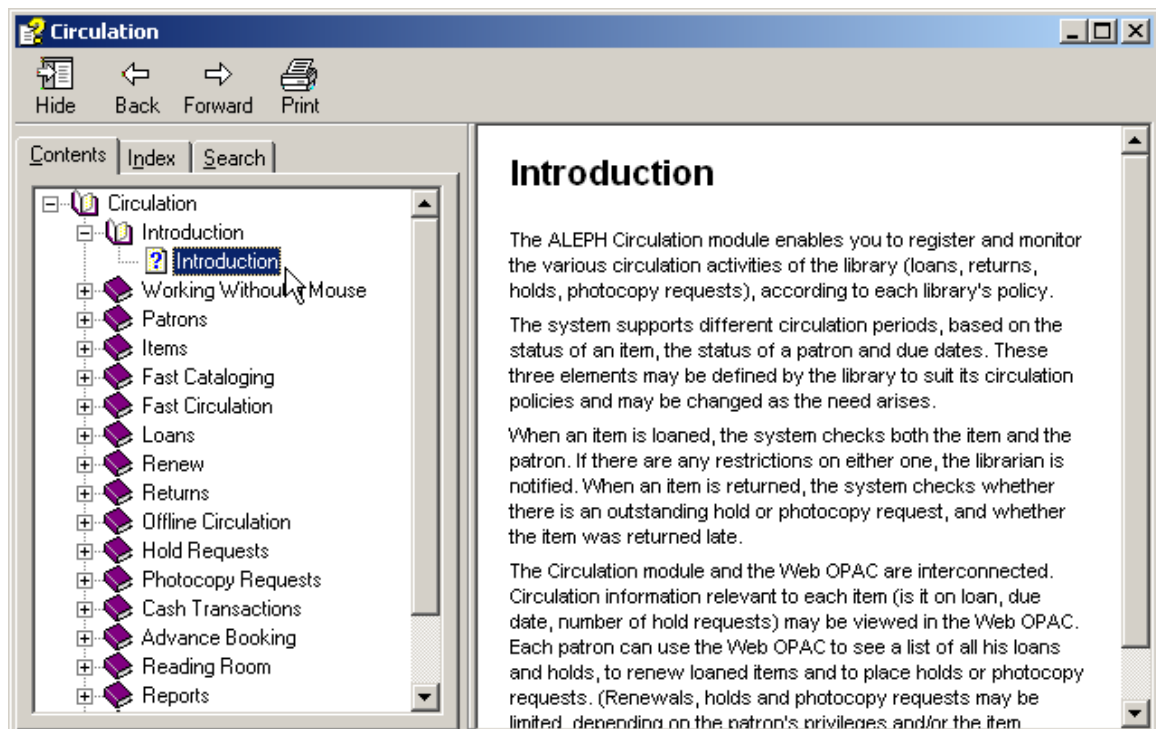 Circulation
Hide Back Forward Print
Contents Index Search
Circulation
Introduction
Introduction
Working Without Mouse
Patrons
Items
Fast Cataloging
Fast Circulation
Loans
Renew
Returns
Offline Circulation
Hold Requests
Photocopy Requests
Cash Transactions
Advance Booking
Reading Room
Reports
Introduction
The ALEPH Circulation module enables you to register and monitor
the various circulation activities of the library (loans, returns,
holds, photocopy requests), according to each library's policy.
The system supports different circulation periods, based on the
status of an item, the status of a patron and due dates. These
three elements may be defined by the library to suit its circulation
policies and may be changed as the need arises.
When an item is loaned, the system checks both the item and the
patron. If there are any restrictions on either one, the librarian is
notified. When an item is returned, the system checks whether
there is an outstanding hold or photocopy request, and whether
the item was returned late.
The Circulation module and the Web OPAC are interconnected.
Circulation information relevant to each item (is it on loan, due
date, number of hold requests) may be viewed in the Web OPAC.
Each patron can use the Web OPAC to see a list of all his loans
and holds, to renew loaned items and to place holds or photocopy
requests. (Renewals, holds and photocopy requests may be
limited, depending on the patron's privileges and/or the item